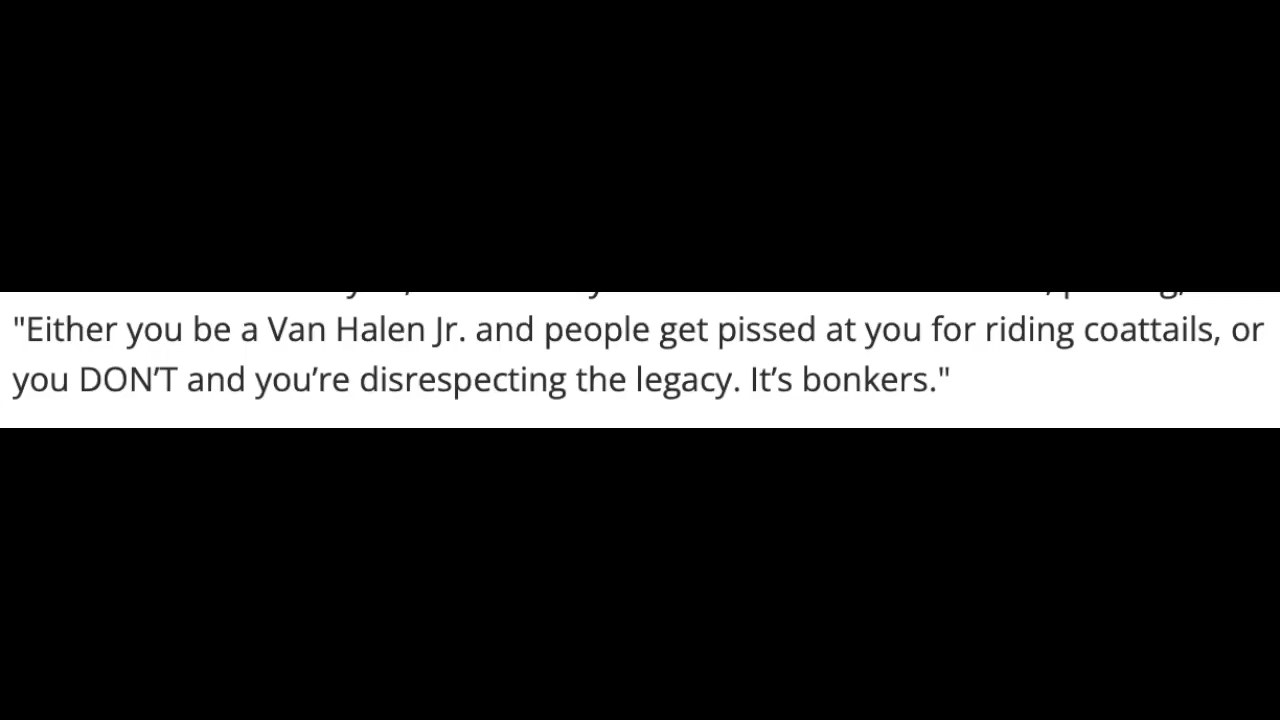 "Either you be a Van Halen Jr. and people get pissed at you for riding coattails, or
you DON’T and you’re disrespecting the legacy. It’s bonkers."